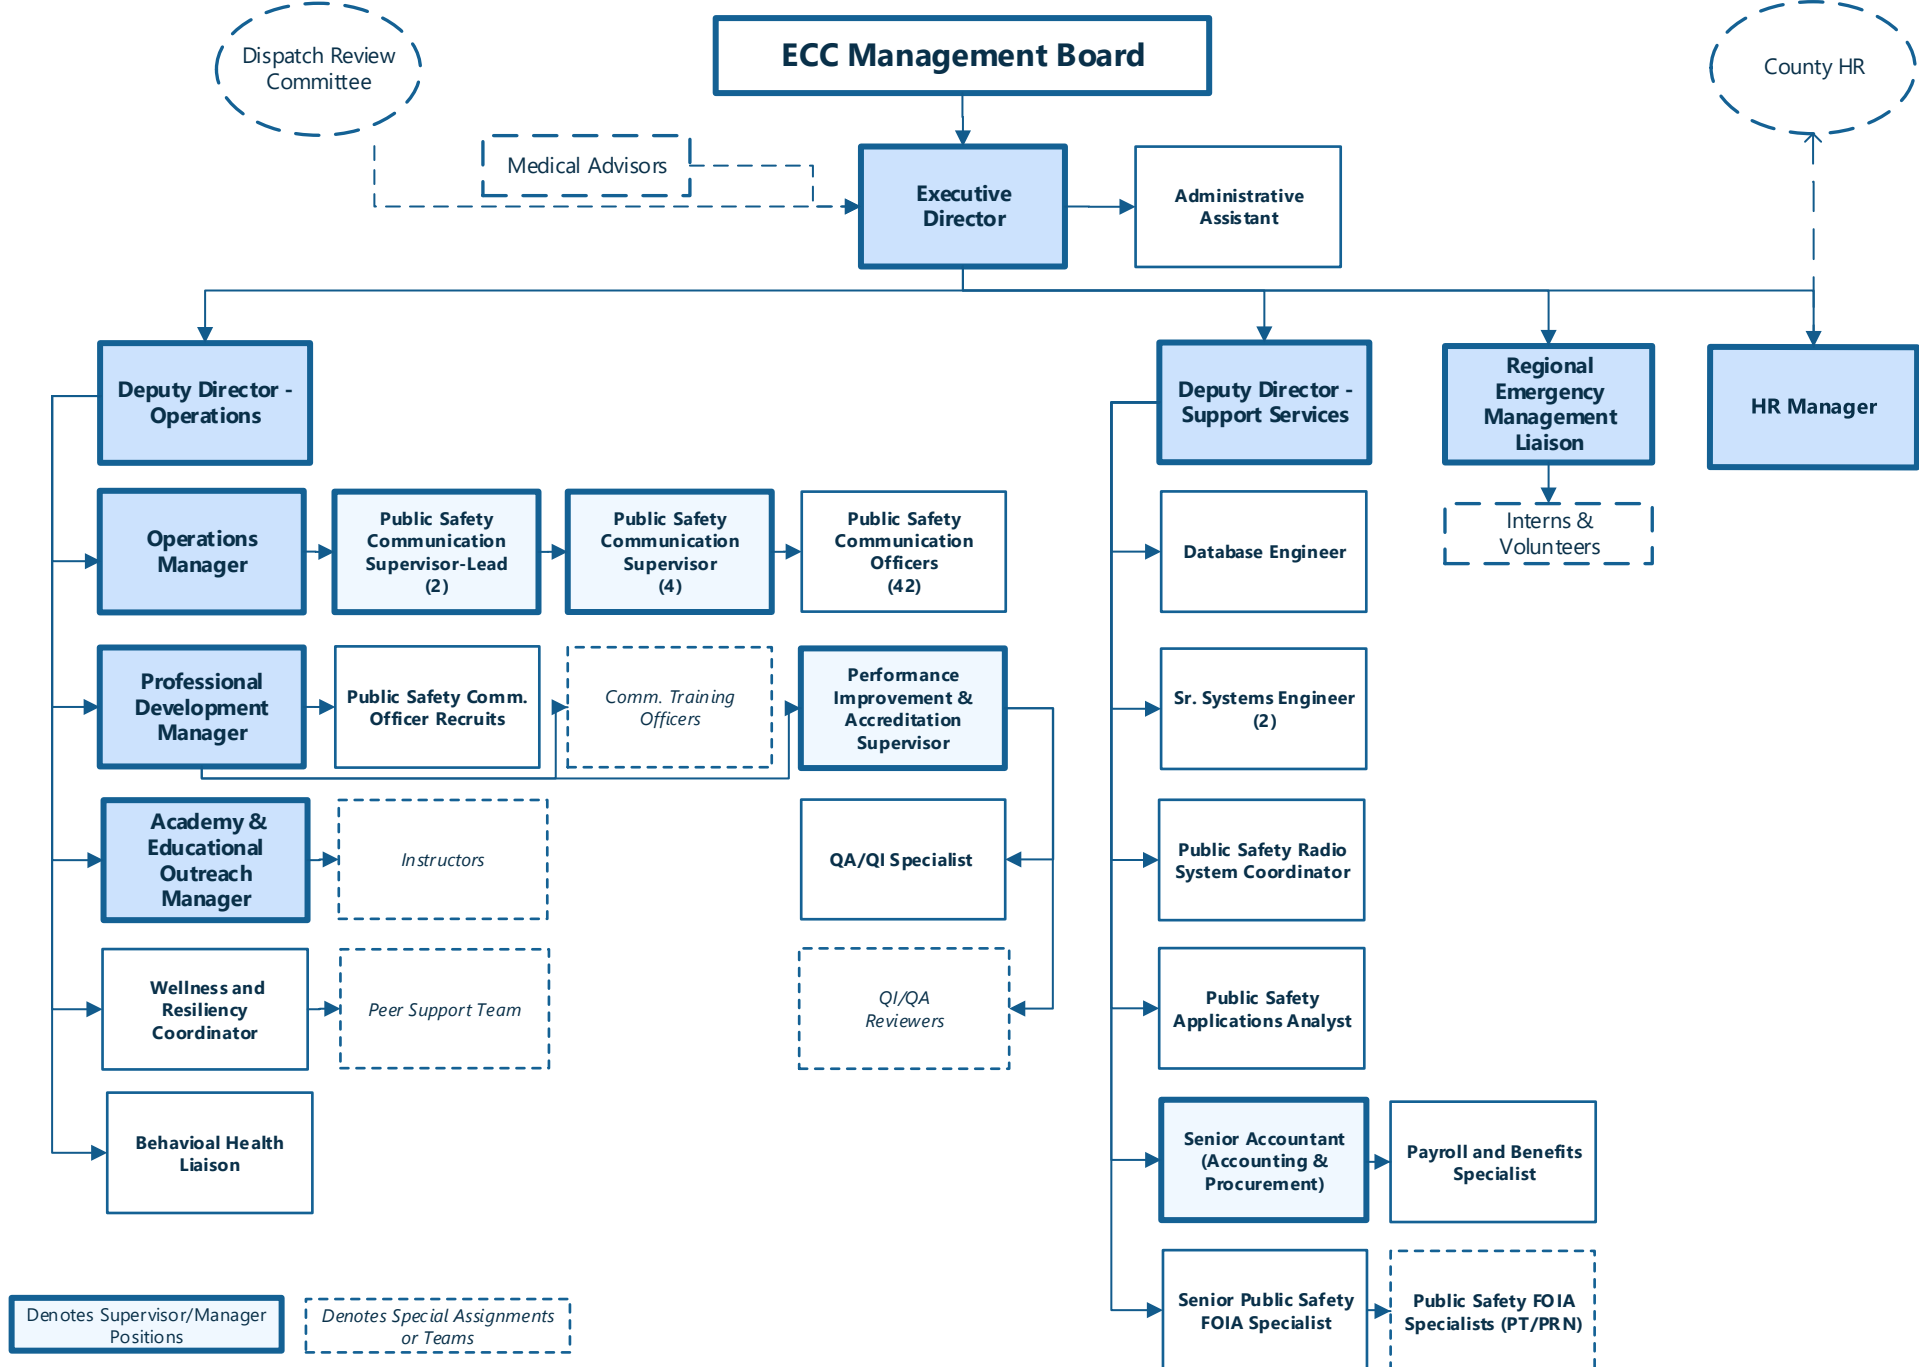 Dispatch Review
Committee
ECC Management Board
County HR
Medical Advisors
Executive
Director
Administrative
Assistant
Deputy Director -
Operations
Deputy Director -
Support Services
Regional
Emergency
Management
Liaison
HR Manager
Operations
Manager
Public Safety
Communication
Supervisor-Lead
(2)
Public Safety
Communication
Supervisor
(4)
Public Safety
Communication
Officers
(42)
Database Engineer
Interns &
Volunteers
Professional
Development
Manager
Public Safety Comm.
Officer Recruits
Comm. Training
Officers
Performance
Improvement &
Accreditation
Supervisor
Sr. Systems Engineer
(2)
Academy &
Educational
Outreach
Manager
Instructors
QA/QI Specialist
Public Safety Radio
System Coordinator
Wellness and
Resiliency
Coordinator
Peer Support Team
QI/QA
Reviewers
Public Safety
Applications Analyst
Behavioal Health
Liaison
Senior Accountant
(Accounting &
Procurement)
Payroll and Benefits
Specialist
Senior Public Safety
FOIA Specialist
Public Safety FOIA
Specialists (PT/PRN)
Denotes Supervisor/Manager
Positions
Denotes Special Assignments
or Teams